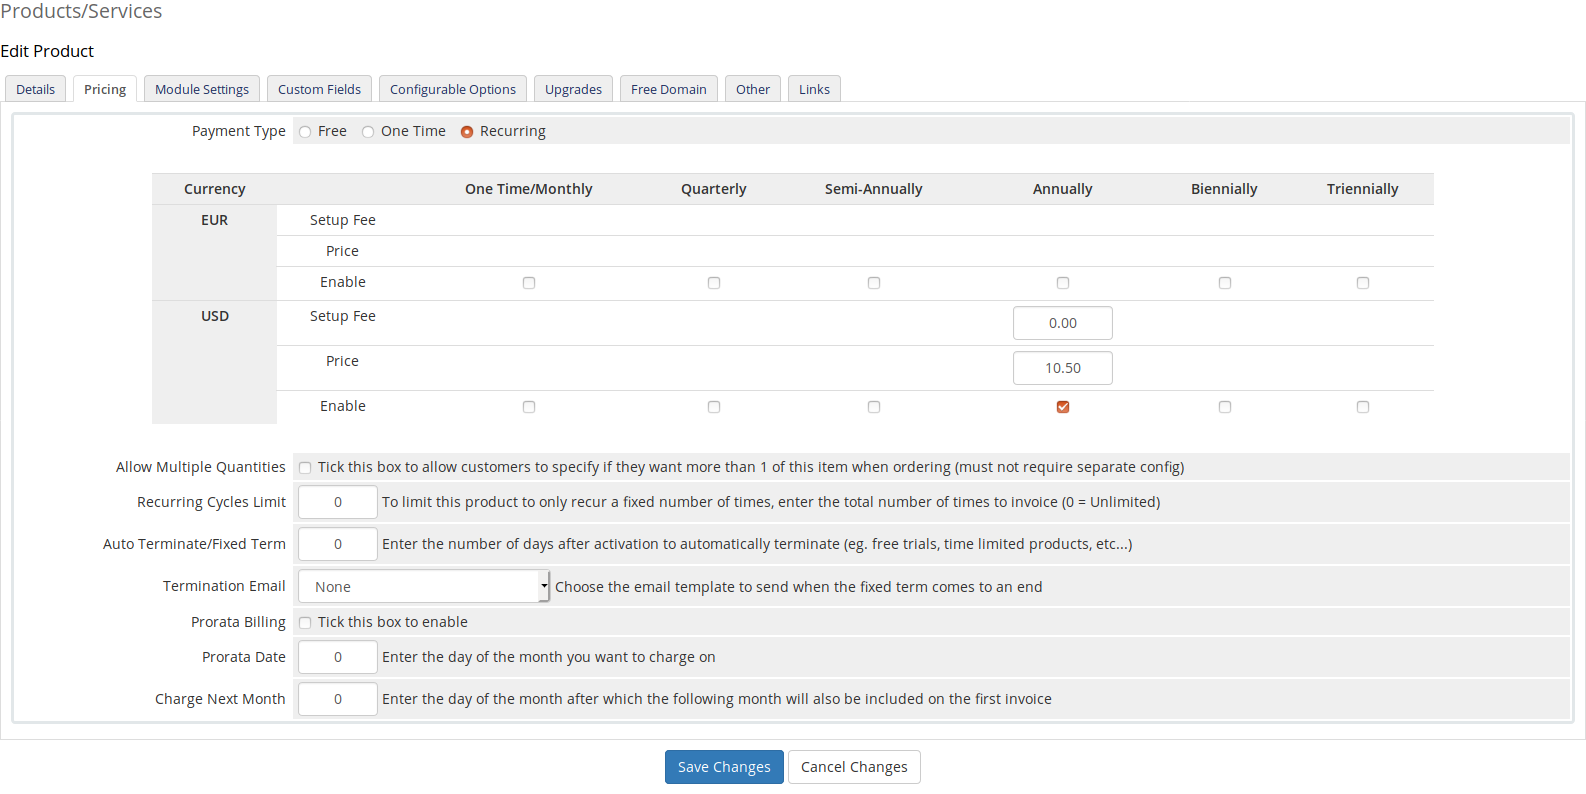 Products/Services
Edit Product
Details Pricing Module Settings Custom Fields Configurable Options Upgrades Free Domain Other Links
Payment Type Free One Time Recurring
Currency One Time/Monthly Quarterly Semi-Annually Annually Biennially Triennially
EUR Setup Fee
Price
Enable
USD Setup Fee 0.00
Price 10.50
Enable
Allow Multiple Quantities Tick this box to allow customers to specify if they want more than 1 of this item when ordering (must not require separate config)
Recurring Cycles Limit 0 To limit this product to only recur a fixed number of times, enter the total number of times to invoice (0 = Unlimited)
Auto Terminate/Fixed Term 0 Enter the number of days after activation to automatically terminate (eg. free trials, time limited products, etc...)
Termination Email None Choose the email template to send when the fixed term comes to an end
Prorata Billing Tick this box to enable
Prorata Date 0 Enter the day of the month you want to charge on
Charge Next Month 0 Enter the day of the month after which the following month will also be included on the first invoice
Save Changes Cancel Changes